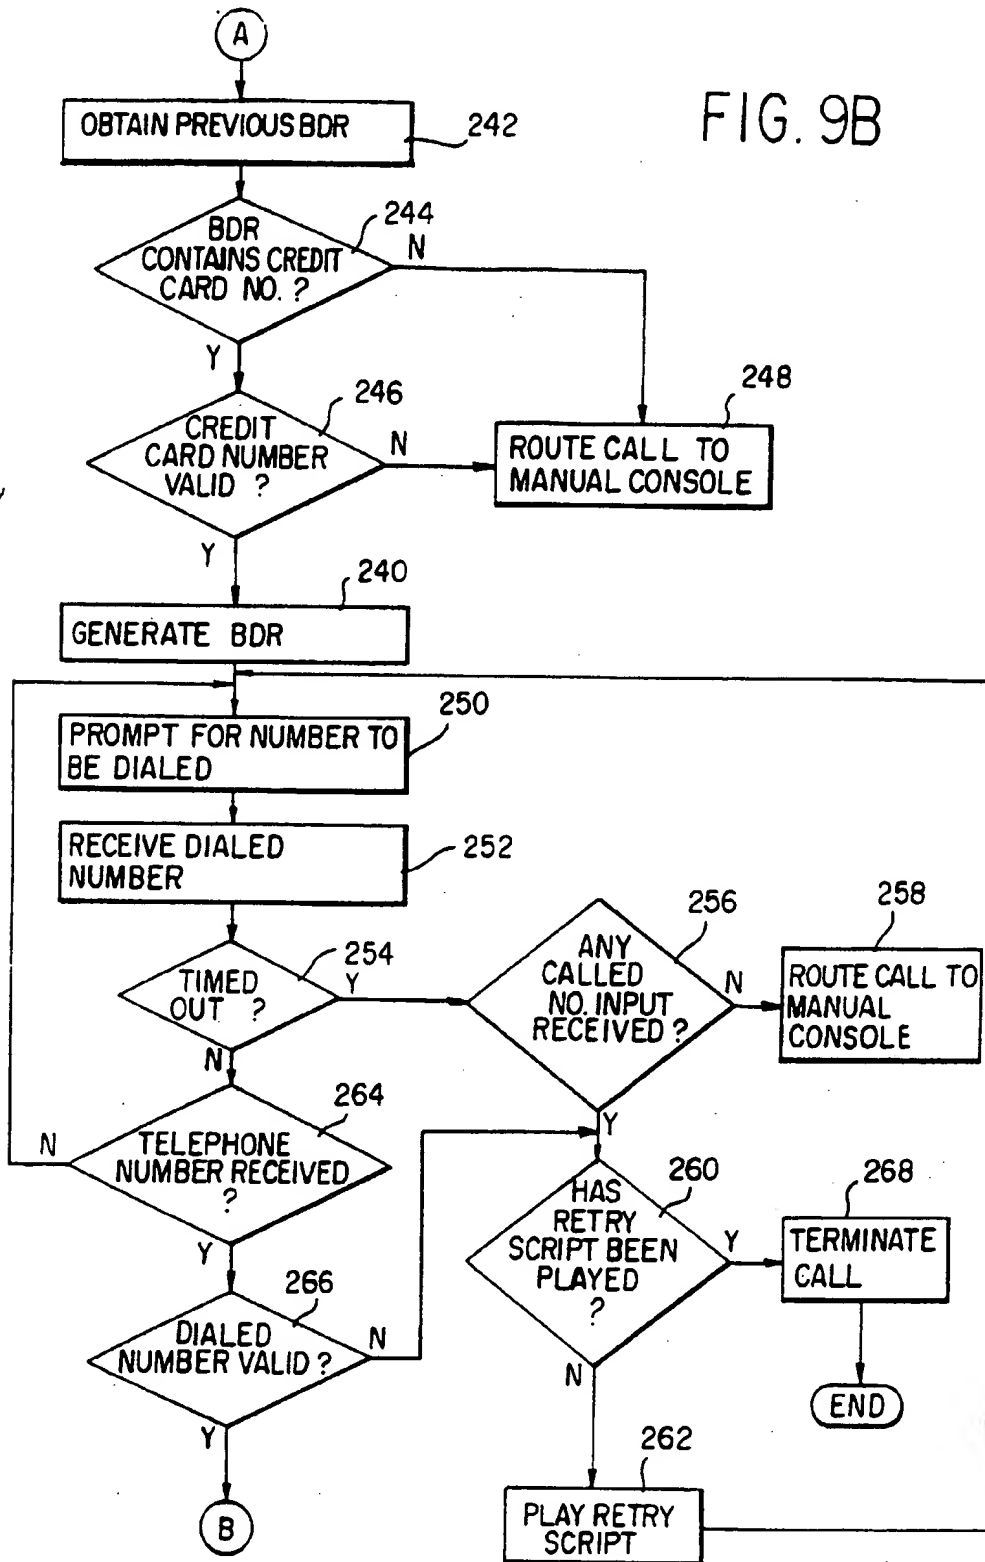 A
FIG. 9B
OBTAIN PREVIOUS BDR
242
BDR
CONTAINS CREDIT
CARD NO. ?
244
N
Y
CREDIT
CARD NUMBER
VALID ?
246
N
Y
ROUTE CALL TO
MANUAL CONSOLE
248
GENERATE BDR
240
PROMPT FOR NUMBER TO
BE DIALED
250
RECEIVE DIALED
NUMBER
252
TIMED
OUT ?
254
Y
N
ANY
CALLED
NO. INPUT
RECEIVED ?
256
N
Y
ROUTE CALL TO
MANUAL
CONSOLE
258
TELEPHONE
NUMBER RECEIVED
?
264
N
Y
HAS
RETRY
SCRIPT BEEN
PLAYED
?
260
Y
N
TERMINATE
CALL
268
END
DIALED
NUMBER VALID ?
266
N
Y
B
PLAY RETRY
SCRIPT
262